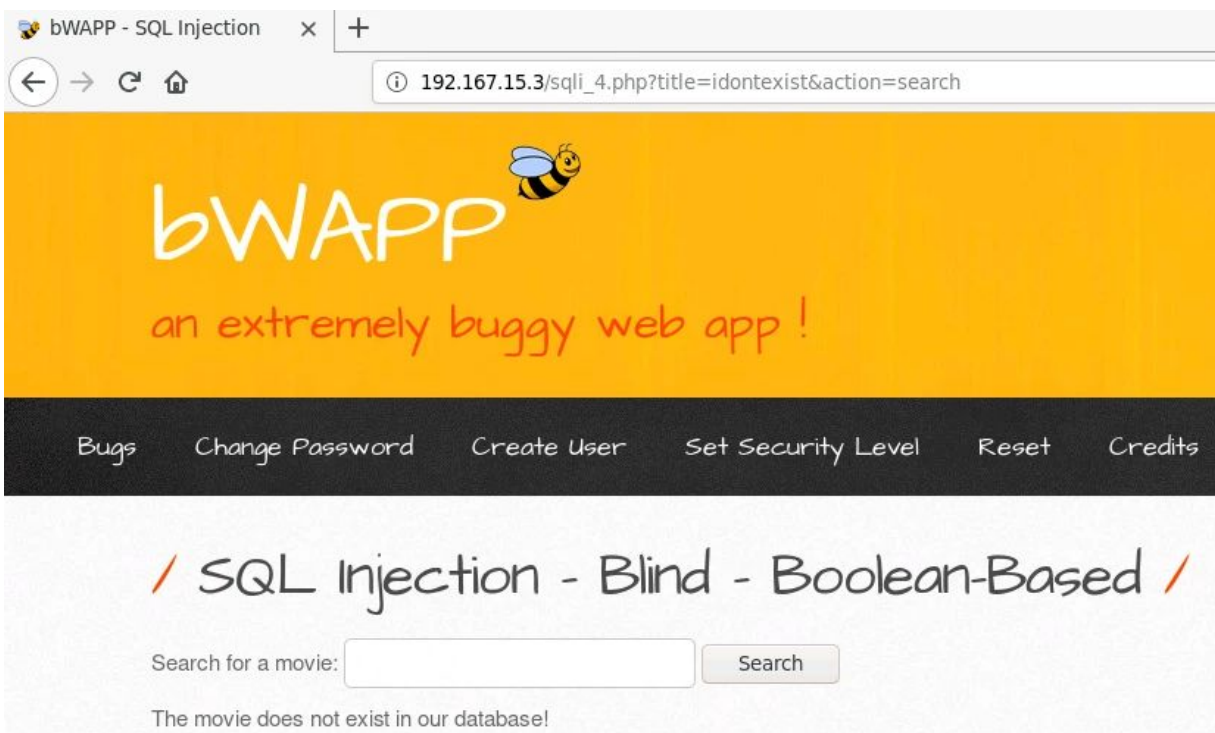 bWAPP - SQL Injection
192.167.15.3/sqli_4.php?title=idontexist&action=search
bWAPP
an extremely buggy web app !
Bugs Change Password Create User Set Security Level Reset Credits
/ SQL Injection - Blind - Boolean-Based /
Search for a movie: Search
The movie does not exist in our database!